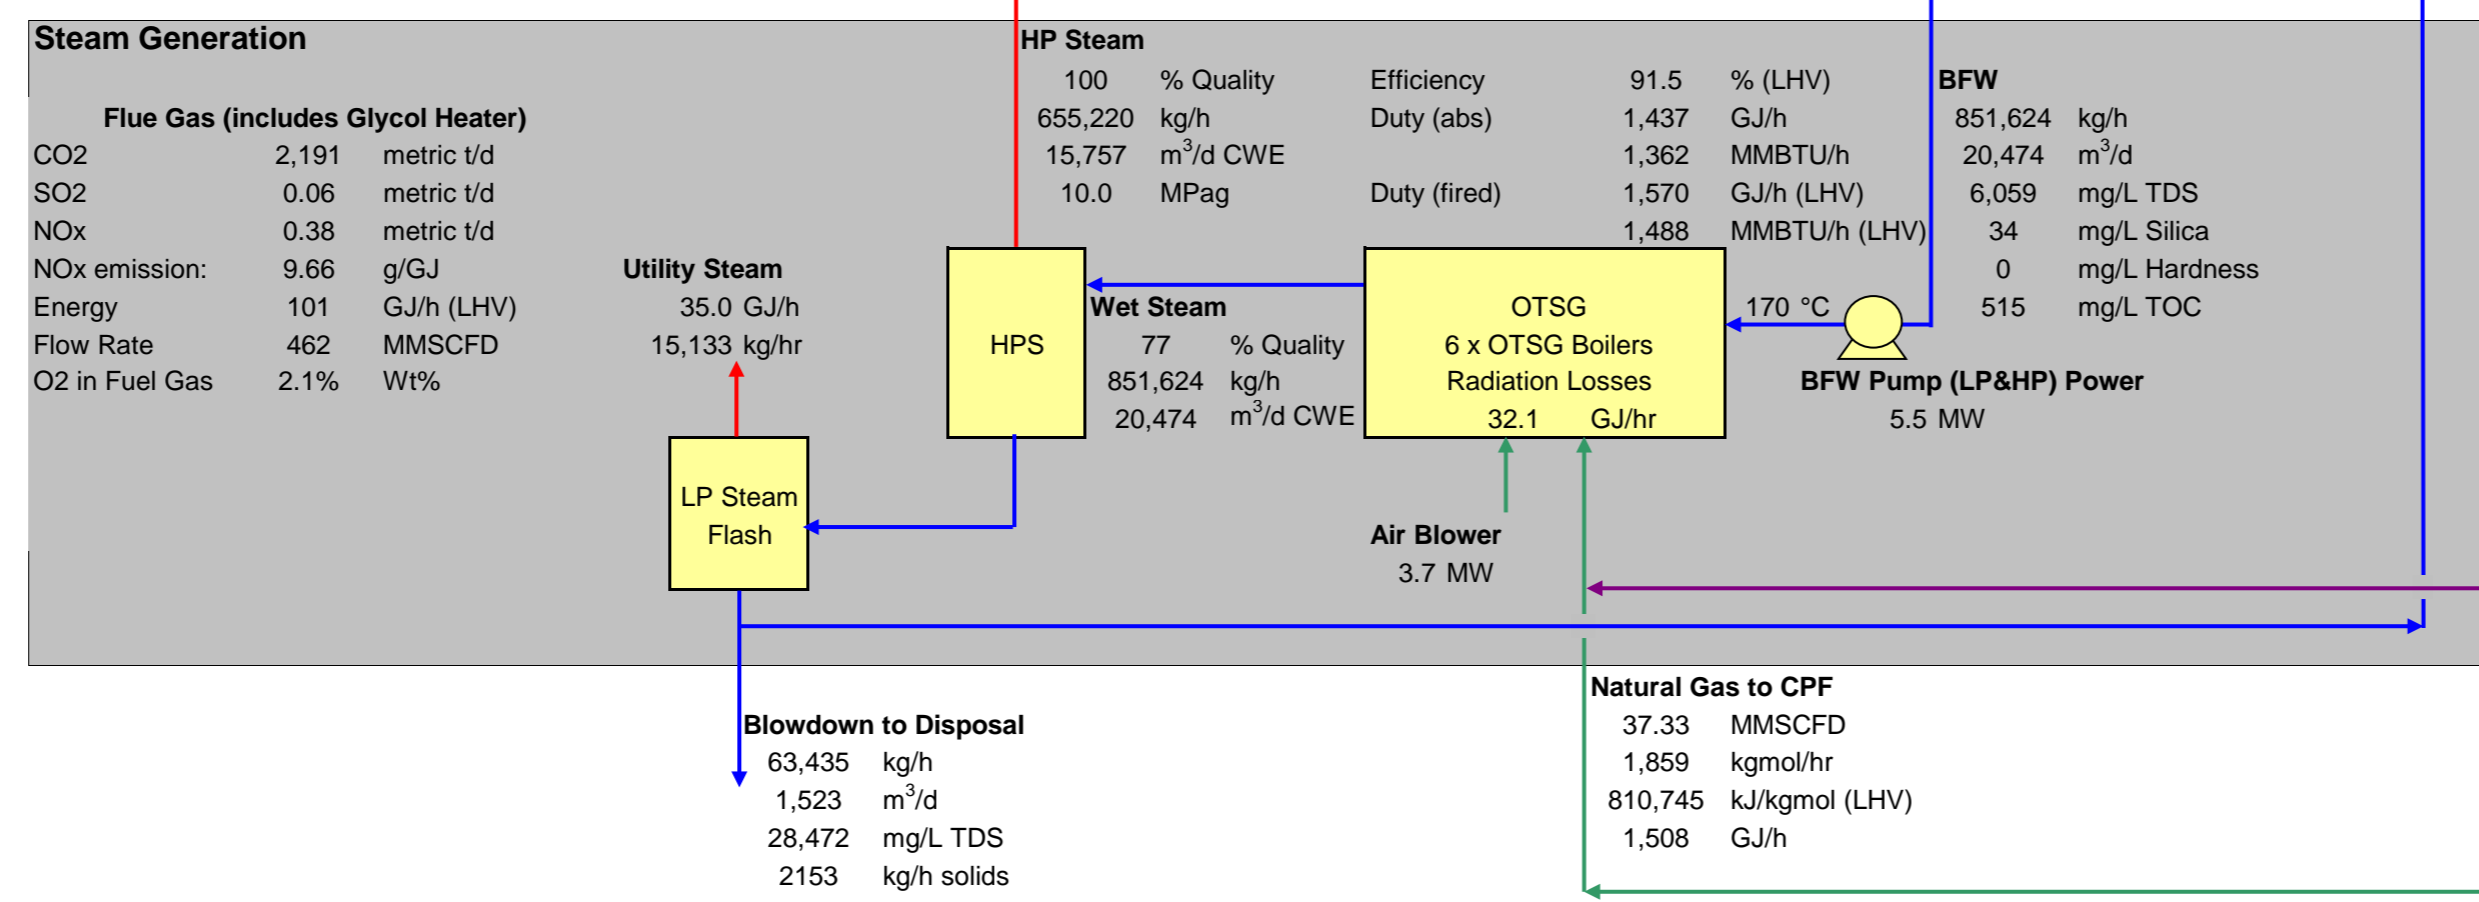 Steam Generation
Flue Gas (includes Glycol Heater)
CO2 2,191 metric t/d
SO2 0.06 metric t/d
NOx 0.38 metric t/d
NOx emission: 9.66 g/GJ
Energy 101 GJ/h (LHV)
Flow Rate 462 MMSCFD
O2 in Fuel Gas 2.1% Wt%
Utility Steam
35.0 GJ/h
15,133 kg/hr
LP Steam
Flash
HP Steam
100 % Quality
655,220 kg/h
15,757 m³/d CWE
10.0 MPag
HPS
Wet Steam
77 % Quality
851,624 kg/h
20,474 m³/d CWE
Efficiency 91.5 % (LHV)
Duty (abs) 1,437 GJ/h
1,362 MMBTU/h
Duty (fired) 1,570 GJ/h (LHV)
1,488 MMBTU/h (LHV)
OTSG
6 x OTSG Boilers
Radiation Losses
32.1 GJ/hr
170 °C
BFW
851,624 kg/h
20,474 m³/d
6,059 mg/L TDS
34 mg/L Silica
0 mg/L Hardness
515 mg/L TOC
BFW Pump (LP&HP) Power
5.5 MW
Air Blower
3.7 MW
Blowdown to Disposal
63,435 kg/h
1,523 m³/d
28,472 mg/L TDS
2153 kg/h solids
Natural Gas to CPF
37.33 MMSCFD
1,859 kgmol/hr
810,745 kJ/kgmol (LHV)
1,508 GJ/h